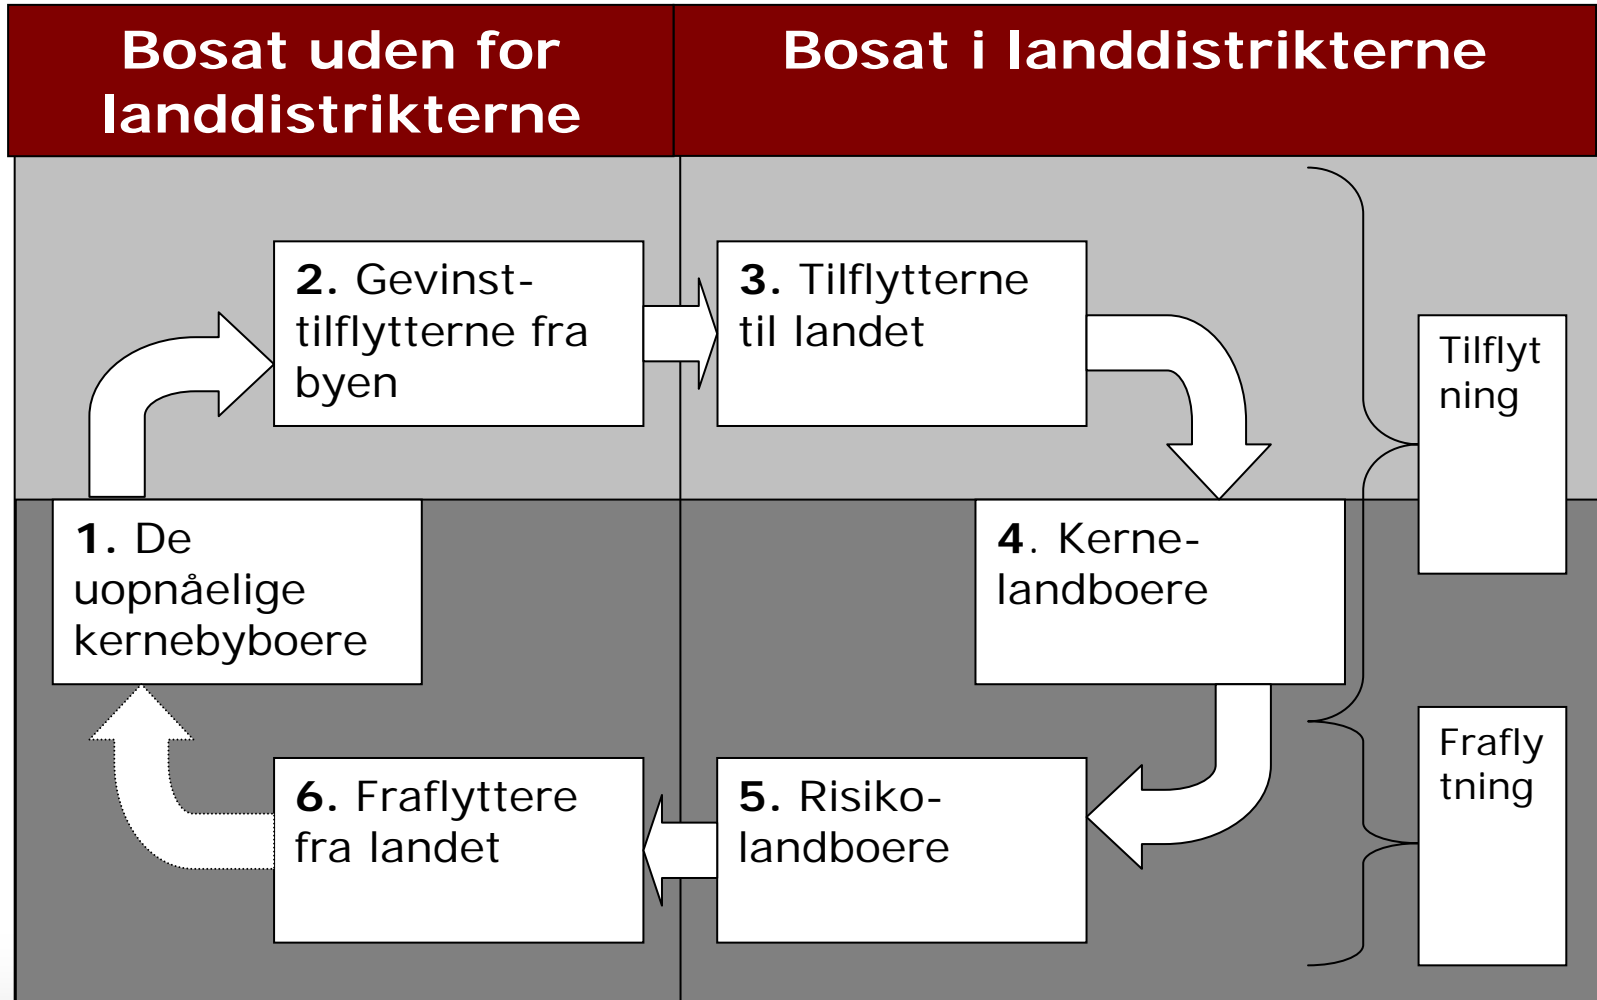 Bosat uden for
landdistrikterne
Bosat i landdistrikterne
2. Gevinst-
tilflytterne fra
byen
3. Tilflytterne
til landet
Tilflyt
ning
1. De
uopnåelige
kernebyboere
4. Kerne-
landboere
6. Fraflyttere
fra landet
5. Risiko-
landboere
Frafly
tning